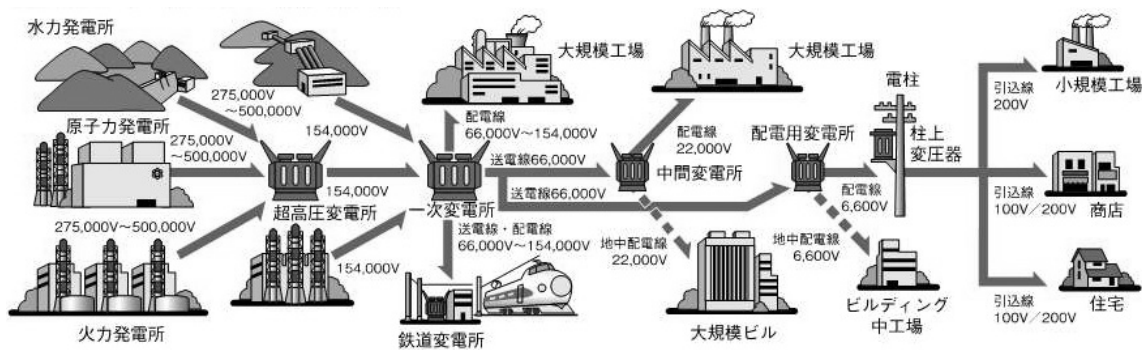 水力発電所
275,000V
～500,000V
154,000V
原子力発電所
275,000V
～500,000V
超高圧変電所
154,000V
275,000V～500,000V
火力発電所
154,000V
大規模工場
配電線
66,000V～154,000V
一次変電所
送電線66,000V
送電線66,000V
送電線・配電線
66,000V～154,000V
鉄道変電所
大規模工場
配電線
22,000V
中間変電所
地中配電線
22,000V
大規模ビル
配電用変電所
配電線
6,600V
地中配電線
6,600V
ビルディング
中工場
電柱
柱上
変圧器
引込線
200V
小規模工場
引込線
100V／200V
商店
引込線
100V／200V
住宅